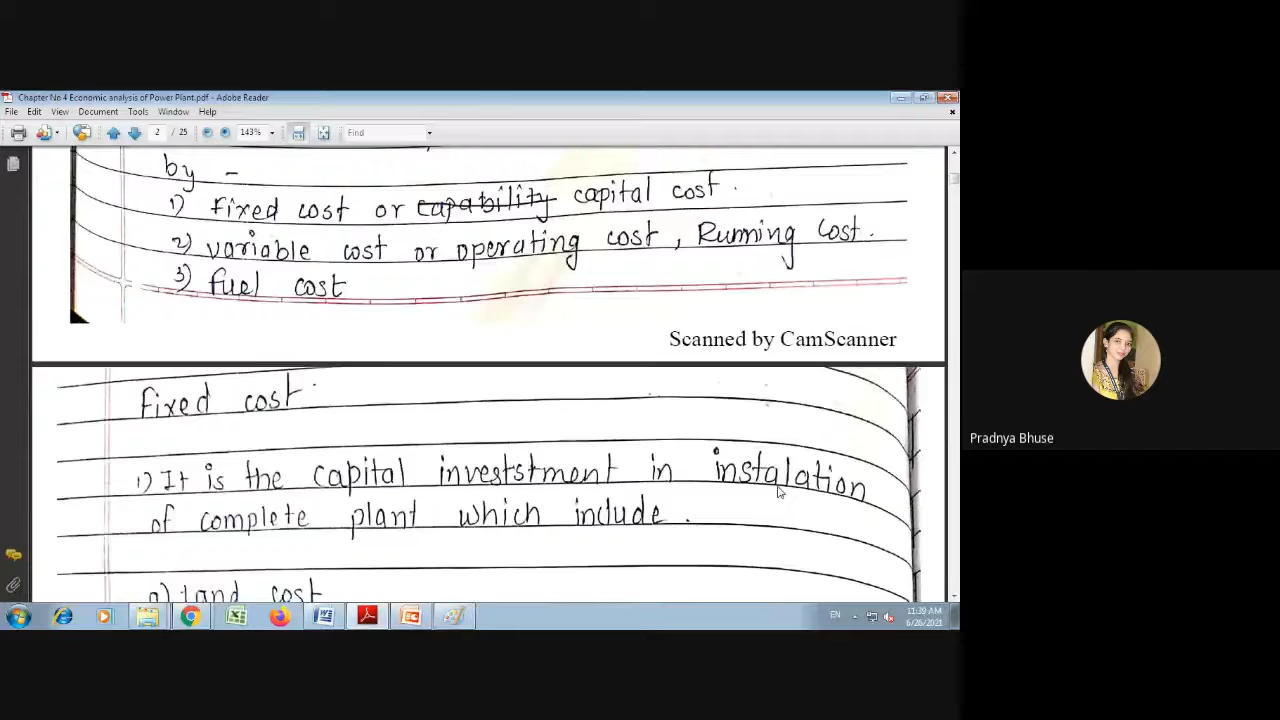 Chapter No 4 Economic analysis of Power Plant.pdf - Adobe Reader
File Edit View Document Tools Window Help
2 / 25 143% Find
by -
1) fixed cost or capability capital cost.
2) variable cost or operating cost, Running cost.
3) fuel cost
Scanned by CamScanner
fixed cost.
1) It is the capital investstment in instalation
of complete plant which include.
a) Land cost
Pradnya Bhuse
EN
11:39 AM
6/26/2021